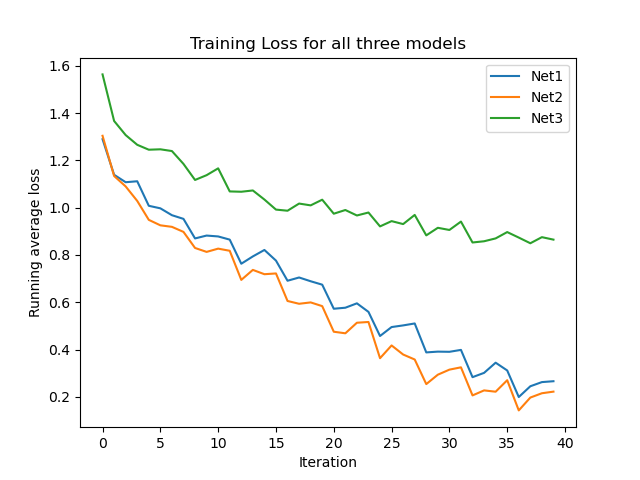 Training Loss for all three models
Running average loss
1.6
1.4
1.2
1.0
0.8
0.6
0.4
0.2
Net1
Net2
Net3
0 5 10 15 20 25 30 35 40
Iteration